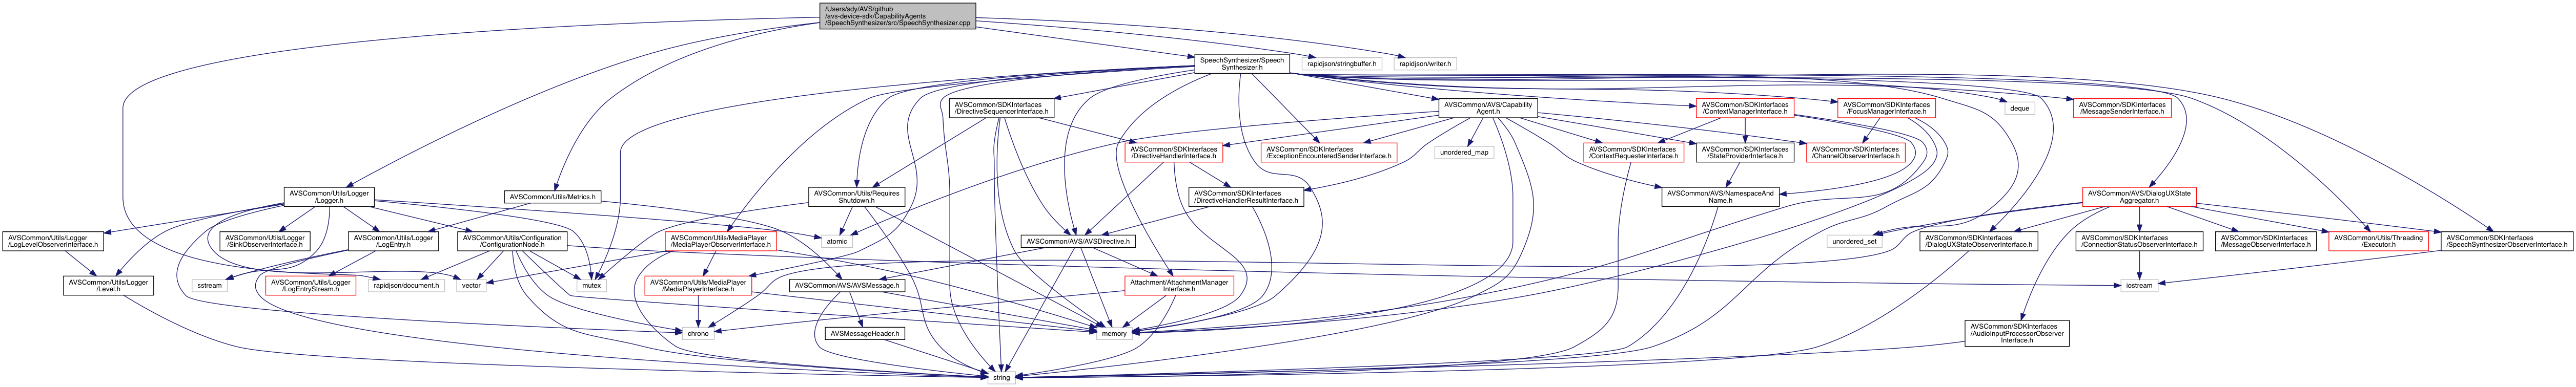 /Users/sdy/AVS/github
/avs-device-sdk/CapabilityAgents
/SpeechSynthesizer/src/SpeechSynthesizer.cpp
SpeechSynthesizer/Speech
Synthesizer.h
rapidjson/stringbuffer.h
rapidjson/writer.h
AVSCommon/SDKInterfaces
/DirectiveSequencerInterface.h
AVSCommon/AVS/Capability
Agent.h
AVSCommon/SDKInterfaces
/ContextManagerInterface.h
AVSCommon/SDKInterfaces
/FocusManagerInterface.h
deque
AVSCommon/SDKInterfaces
/MessageSenderInterface.h
AVSCommon/SDKInterfaces
/DirectiveHandlerInterface.h
AVSCommon/SDKInterfaces
/ExceptionEncounteredSenderInterface.h
unordered_map
AVSCommon/SDKInterfaces
/ContextRequesterInterface.h
AVSCommon/SDKInterfaces
/StateProviderInterface.h
AVSCommon/SDKInterfaces
/ChannelObserverInterface.h
AVSCommon/Utils/Logger
/Logger.h
AVSCommon/Utils/Metrics.h
AVSCommon/Utils/Requires
Shutdown.h
AVSCommon/SDKInterfaces
/DirectiveHandlerResultInterface.h
AVSCommon/AVS/NamespaceAnd
Name.h
AVSCommon/AVS/DialogUXState
Aggregator.h
AVSCommon/Utils/Logger
/LogLevelObserverInterface.h
AVSCommon/Utils/Logger
/SinkObserverInterface.h
AVSCommon/Utils/Logger
/LogEntry.h
AVSCommon/Utils/Configuration
/ConfigurationNode.h
AVSCommon/Utils/MediaPlayer
/MediaPlayerObserverInterface.h
atomic
AVSCommon/AVS/AVSDirective.h
unordered_set
AVSCommon/SDKInterfaces
/DialogUXStateObserverInterface.h
AVSCommon/SDKInterfaces
/ConnectionStatusObserverInterface.h
AVSCommon/SDKInterfaces
/MessageObserverInterface.h
AVSCommon/Utils/Threading
/Executor.h
AVSCommon/SDKInterfaces
/SpeechSynthesizerObserverInterface.h
AVSCommon/Utils/Logger
/Level.h
sstream
AVSCommon/Utils/Logger
/LogEntryStream.h
rapidjson/document.h
vector
mutex
AVSCommon/Utils/MediaPlayer
/MediaPlayerInterface.h
AVSCommon/AVS/AVSMessage.h
Attachment/AttachmentManager
Interface.h
iostream
chrono
AVSMessageHeader.h
memory
AVSCommon/SDKInterfaces
/AudioInputProcessorObserver
Interface.h
string